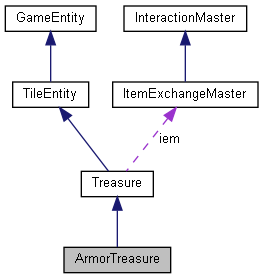 GameEntity
InteractionMaster
TileEntity
ItemExchangeMaster
iem
Treasure
ArmorTreasure